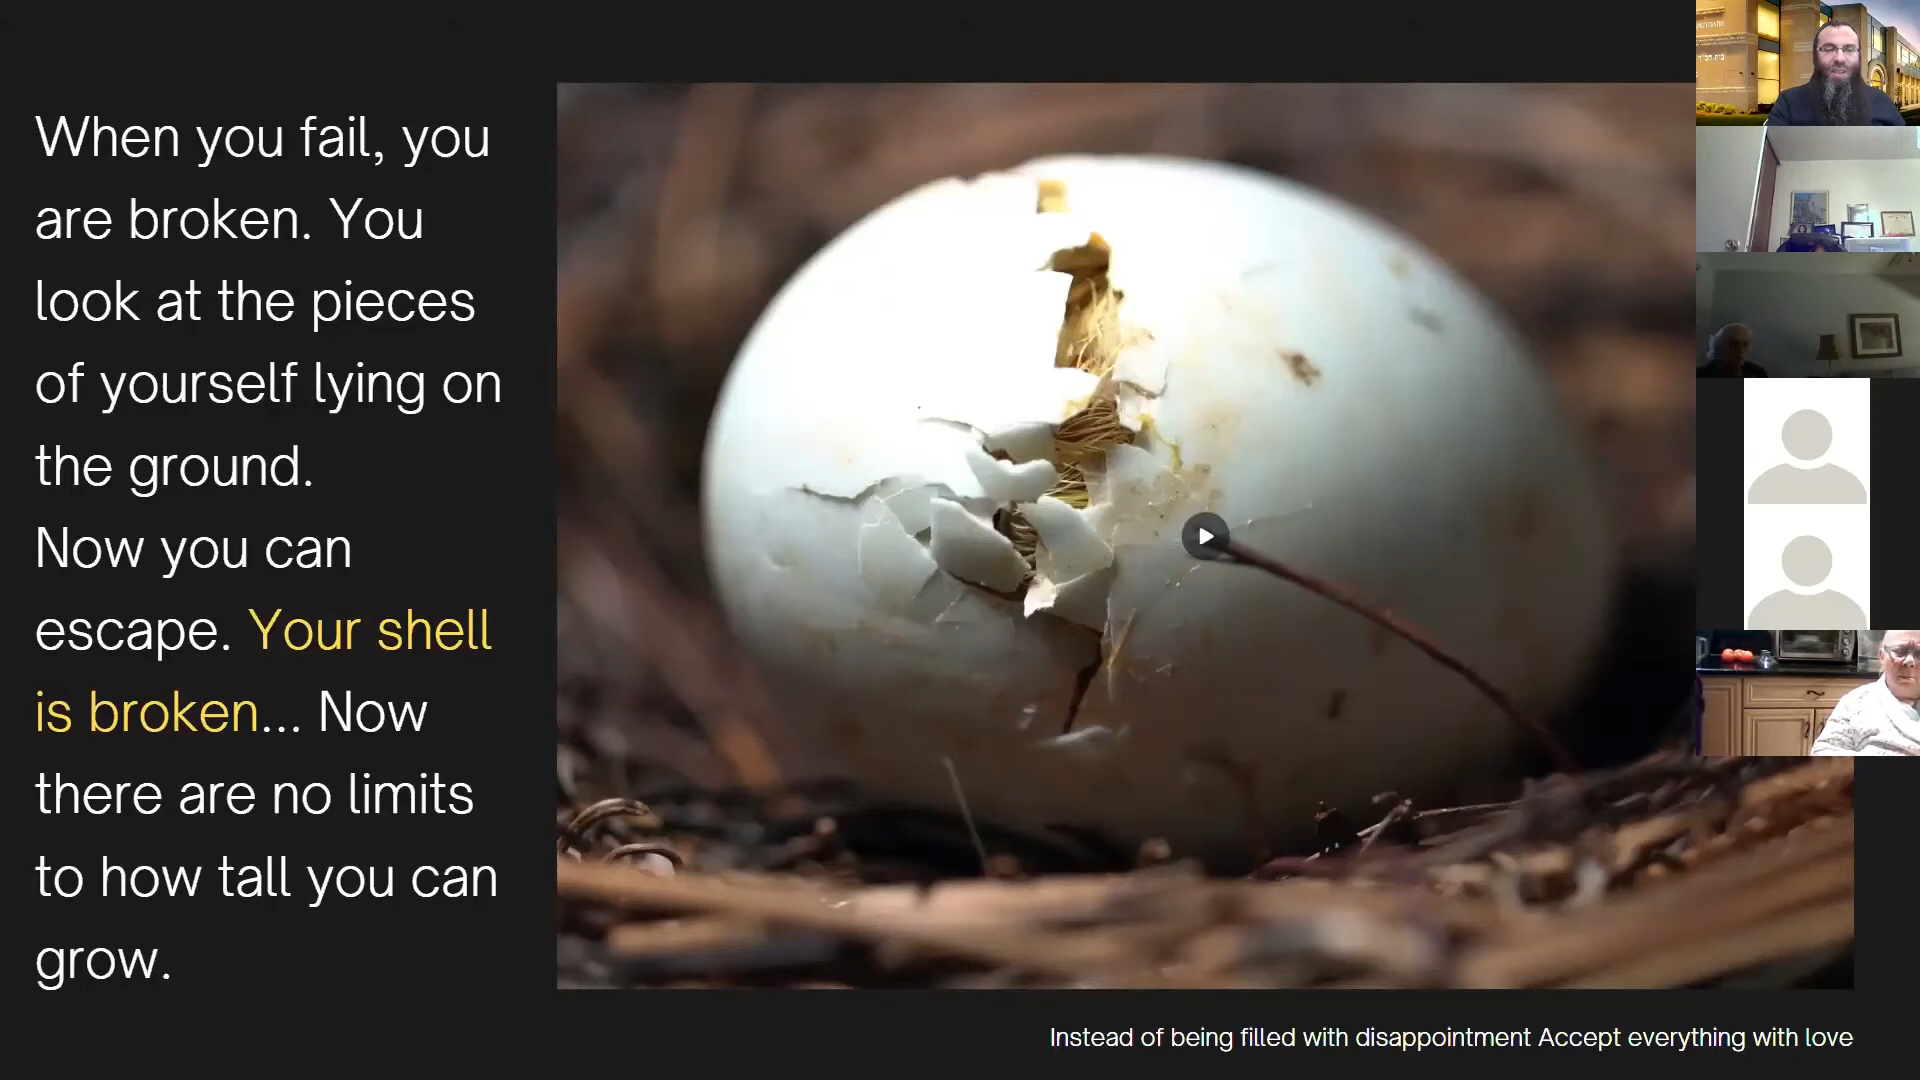 When you fail, you
are broken. You
look at the pieces
of yourself lying on
the ground.
Now you can
escape. Your shell
is broken... Now
there are no limits
to how tall you can
grow.
Instead of being filled with disappointment Accept everything with love